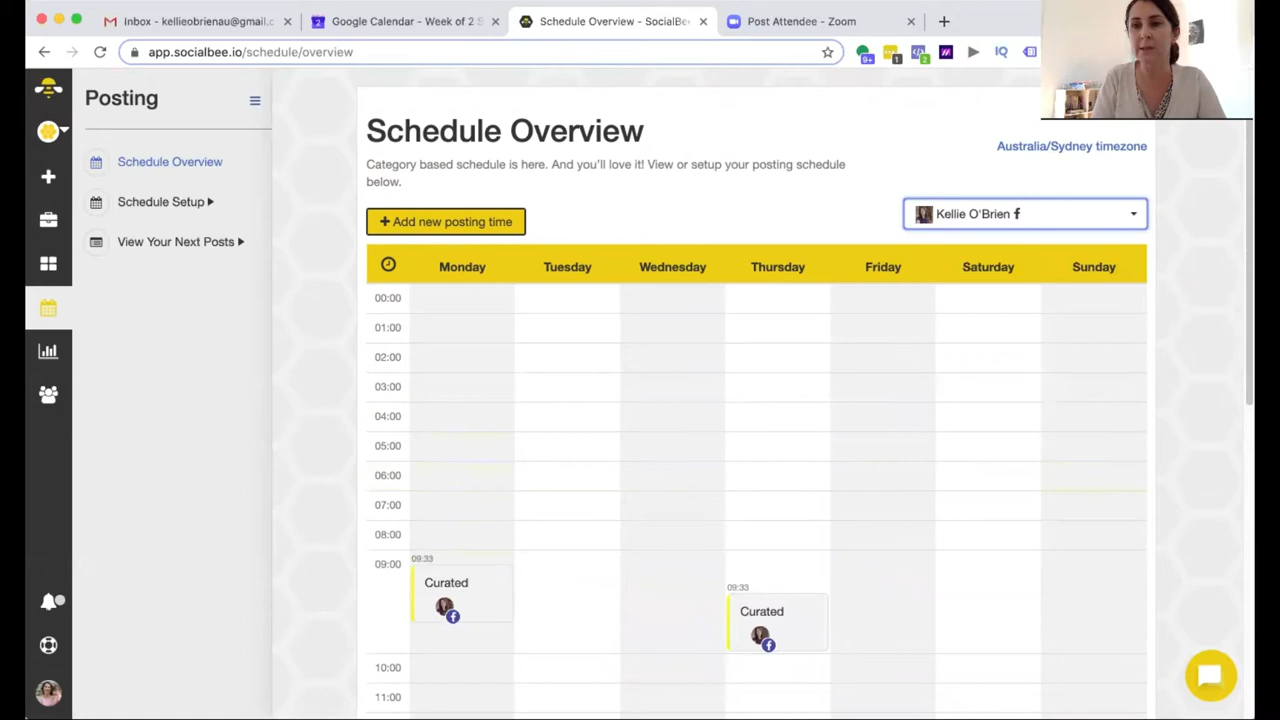 Inbox - kellieobrienau@gmail.c
Google Calendar - Week of 2 S
Schedule Overview - SocialBe
Post Attendee - Zoom
app.socialbee.io/schedule/overview
9+
1
2
IQ
Posting
Schedule Overview
Schedule Setup
View Your Next Posts
Schedule Overview
Category based schedule is here. And you'll love it! View or setup your posting schedule
below.
Australia/Sydney timezone
Add new posting time
Kellie O'Brien
Monday Tuesday Wednesday Thursday Friday Saturday Sunday
00:00
01:00
02:00
03:00
04:00
05:00
06:00
07:00
08:00
09:00
09:33
Curated
09:33
Curated
10:00
11:00